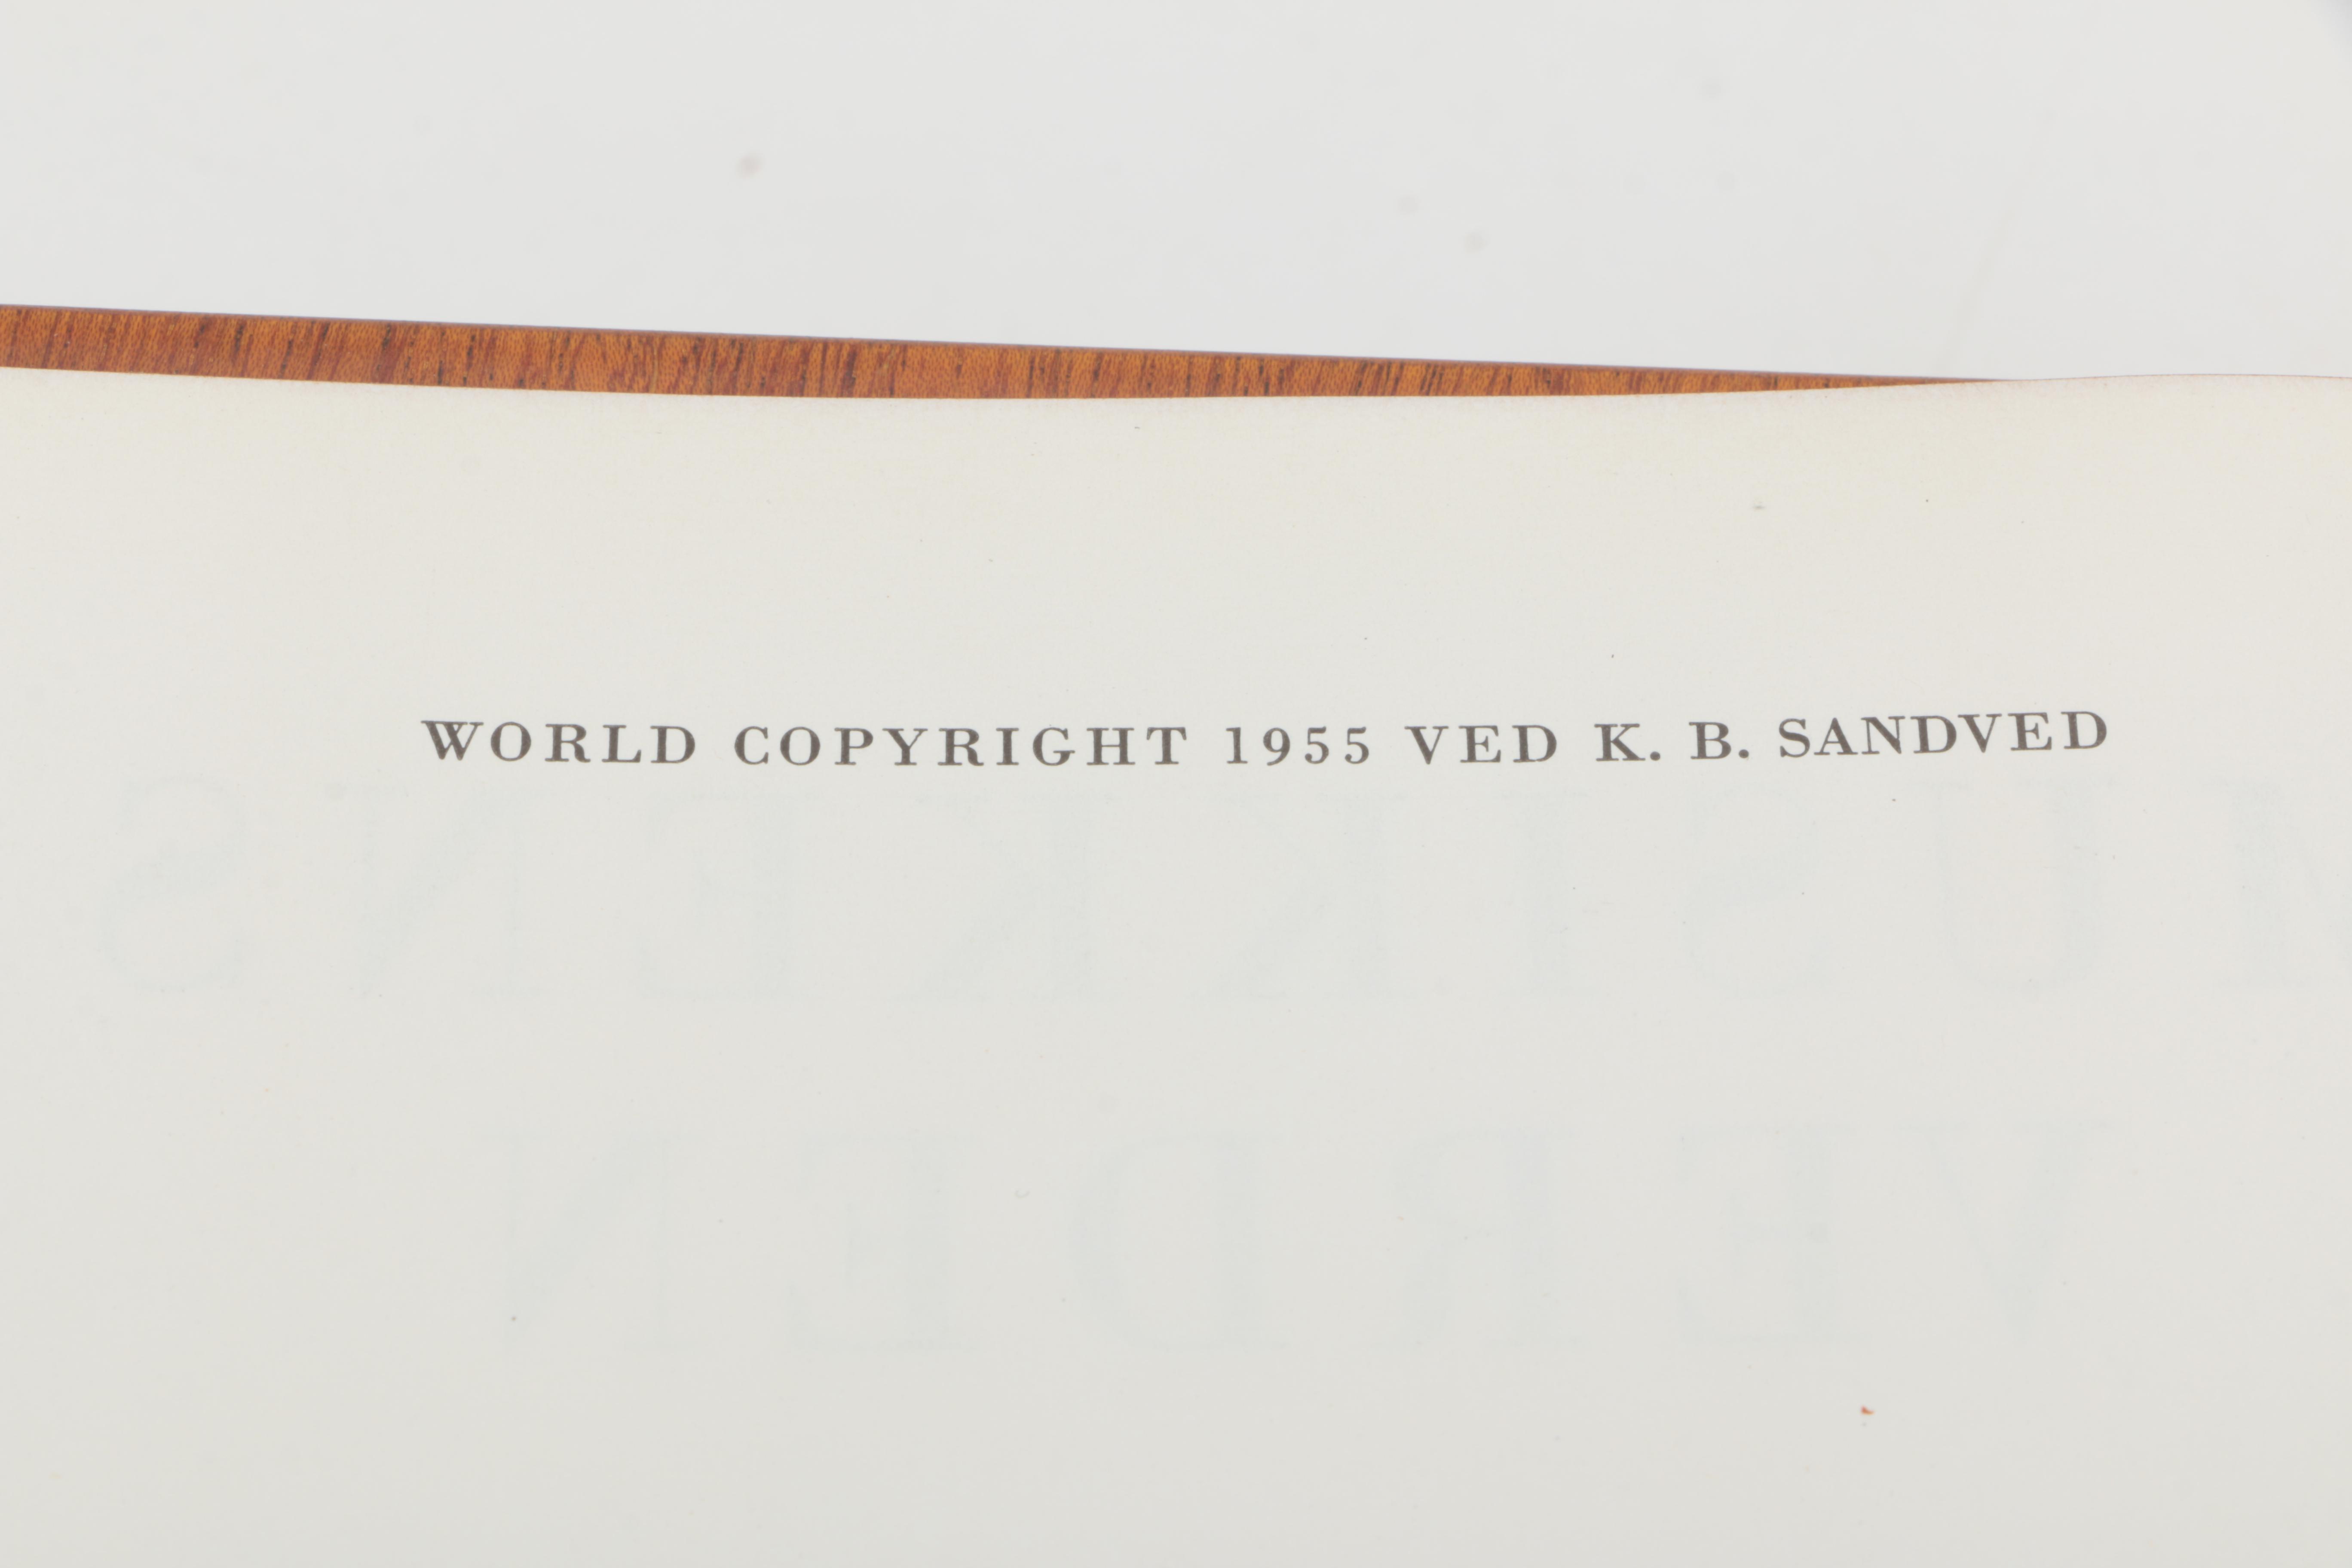 WORLD COPYRIGHT 1955 VED K. B. SANDVED